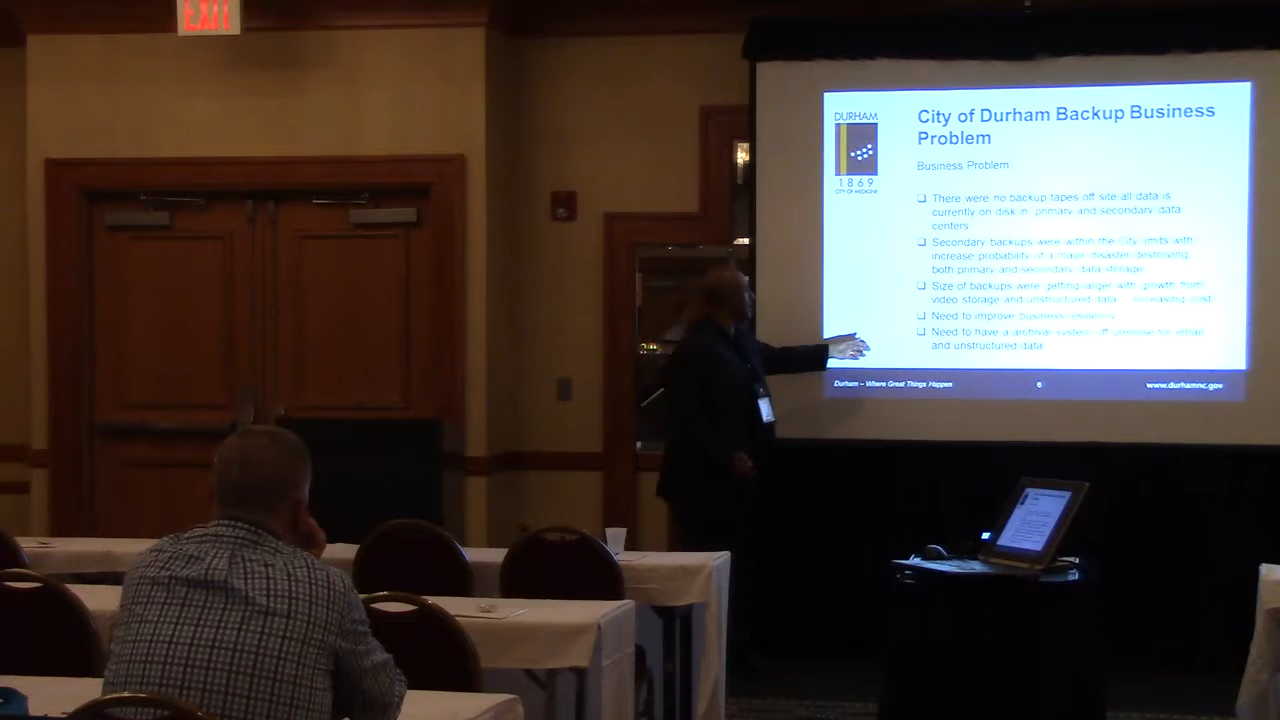 EXIT
DURHAM
1869
CITY OF MEDICINE
City of Durham Backup Business
Problem
Business Problem
There were no backup tapes off site all data is
currently on disk in primary and secondary data
centers
Secondary backups were within the City limits with
increase probability if a major disaster destroying
both primary and secondary data storage
Size of backups were getting larger with growth from
video storage and unstructured data increasing cost
Need to improve business resiliency
Need to have a archival system off premise for email
and unstructured data
Durham – Where Great Things Happen
6
www.durhamnc.gov